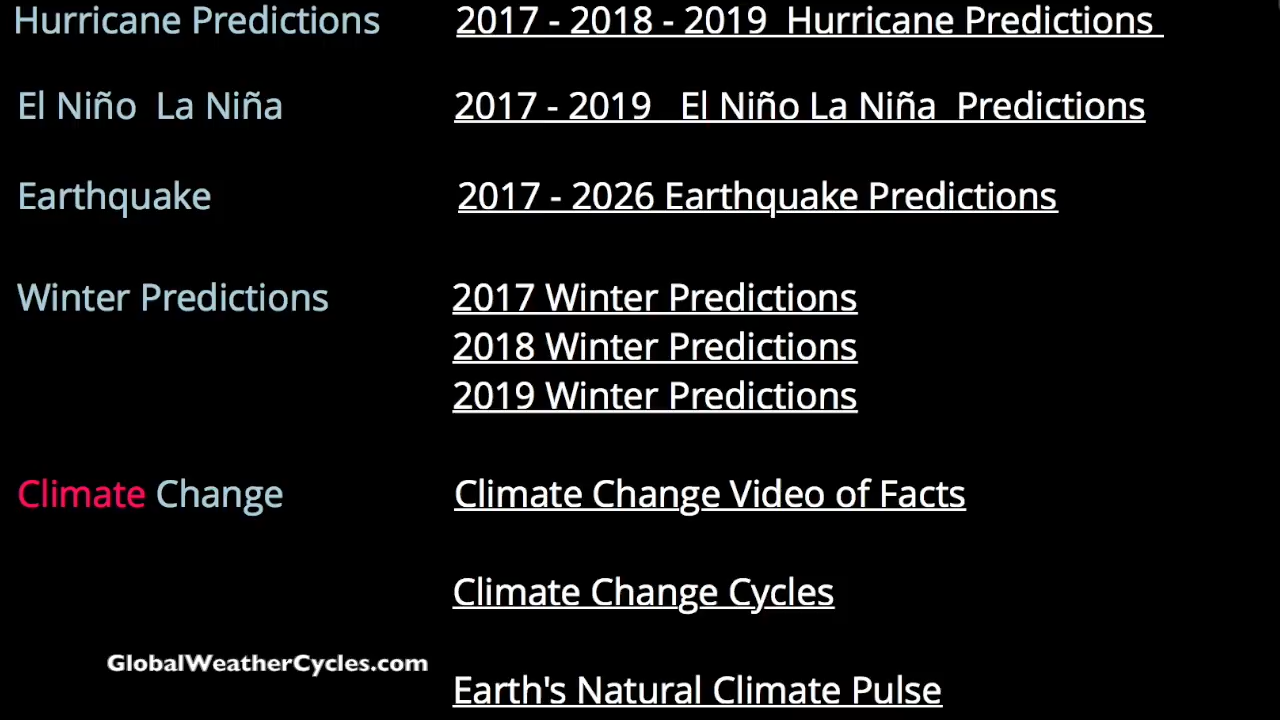 Hurricane Predictions 2017 - 2018 - 2019 Hurricane Predictions
El Niño La Niña 2017 - 2019 El Niño La Niña Predictions
Earthquake 2017 - 2026 Earthquake Predictions
Winter Predictions 2017 Winter Predictions
2018 Winter Predictions
2019 Winter Predictions
Climate Change Climate Change Video of Facts
Climate Change Cycles
GlobalWeatherCycles.com
Earth's Natural Climate Pulse